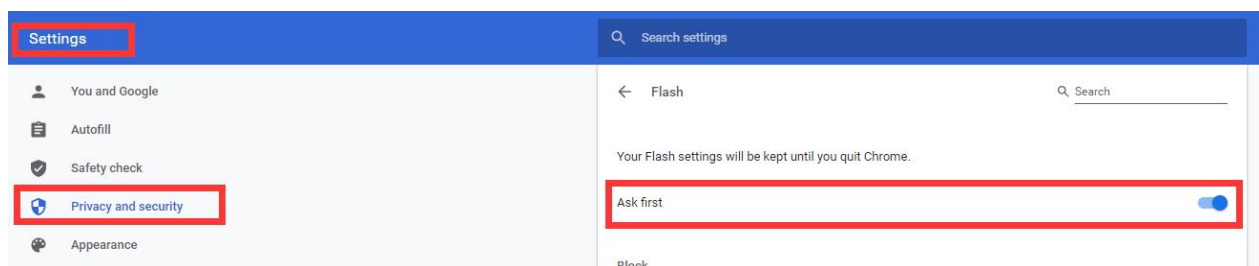 Settings
Search settings
You and Google
Autofill
Safety check
Privacy and security
Appearance
Flash
Search
Your Flash settings will be kept until you quit Chrome.
Ask first
Block